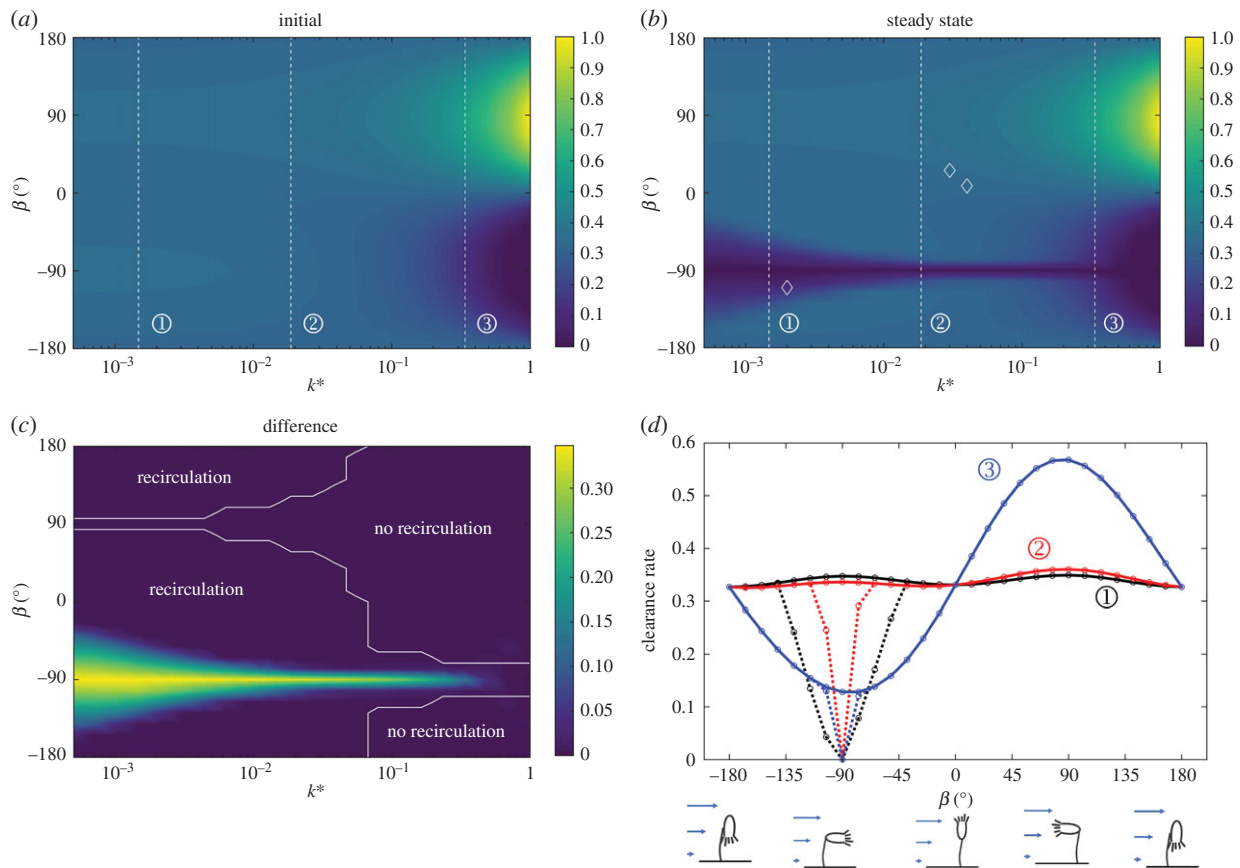 (a) initial
180
90
0
−90
−180
β (°)
10⁻³ 10⁻² 10⁻¹ 1
k*
① ② ③
1.0
0.9
0.8
0.7
0.6
0.5
0.4
0.3
0.2
0.1
0
(b) steady state
180
90
0
−90
−180
β (°)
10⁻³ 10⁻² 10⁻¹ 1
k*
① ② ③
1.0
0.9
0.8
0.7
0.6
0.5
0.4
0.3
0.2
0.1
0
(c) difference
180
90
0
−90
−180
β (°)
recirculation
no recirculation
recirculation
no recirculation
10⁻³ 10⁻² 10⁻¹ 1
k*
0.30
0.25
0.20
0.15
0.10
0.05
0
(d)
0.6
0.5
0.4
0.3
0.2
0.1
0
clearance rate
③
②
①
−180 −135 −90 −45 0 45 90 135 180
β (°)